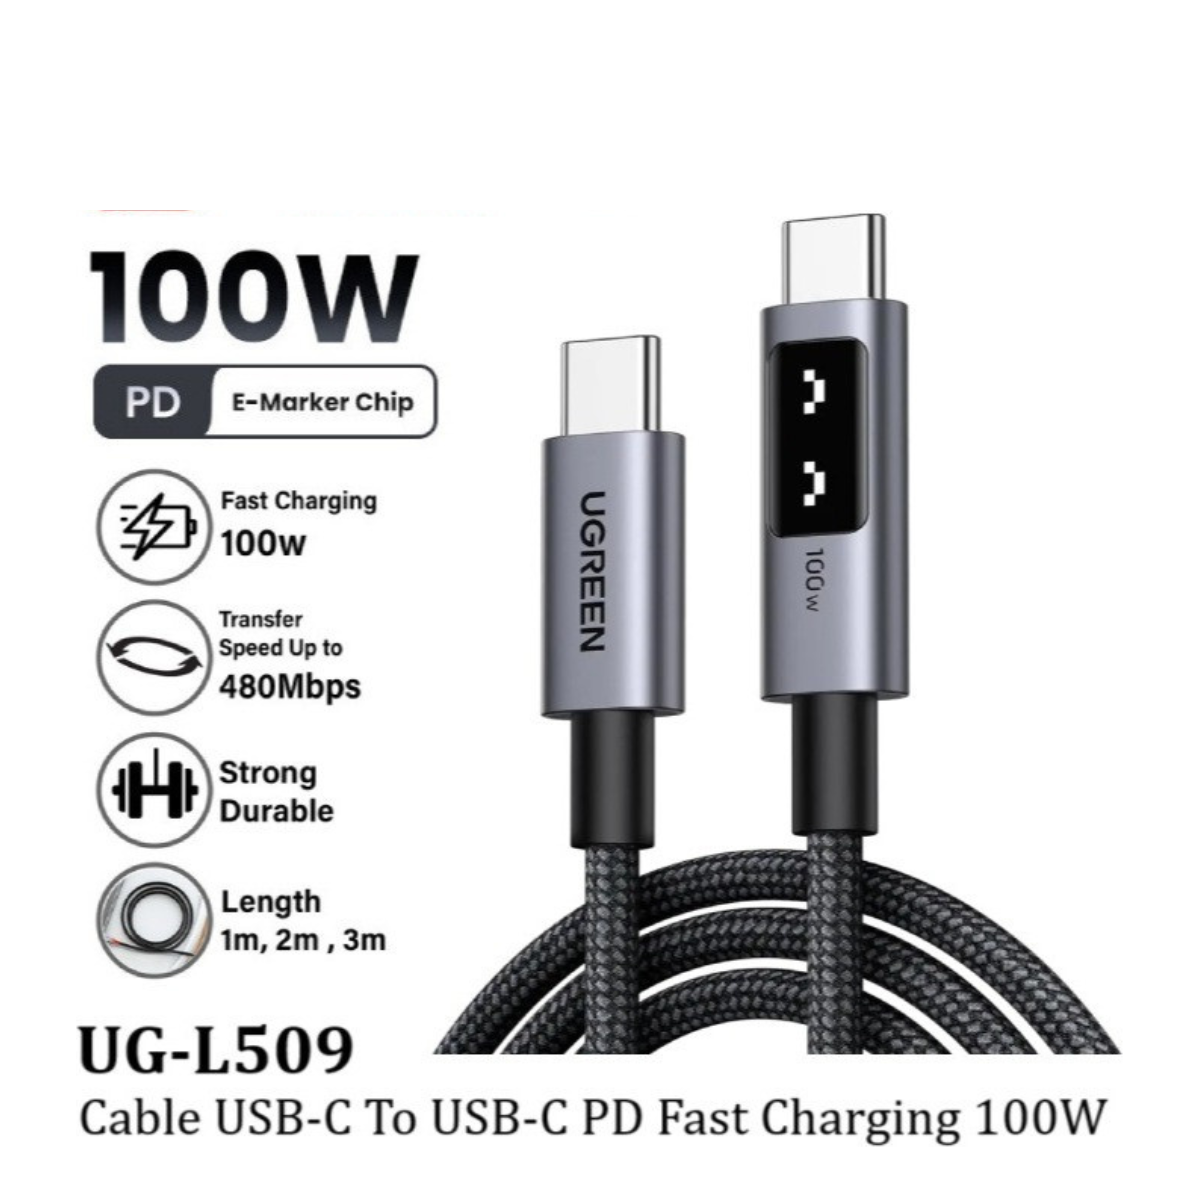 100W
PD E-Marker Chip
Fast Charging
100w
Transfer
Speed Up to
480Mbps
Strong
Durable
Length
1m, 2m , 3m
UGREEN
100w
UG-L509
Cable USB-C To USB-C PD Fast Charging 100W